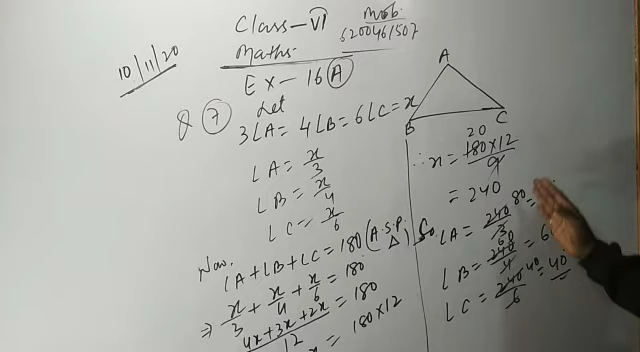 Class-VI
Mob.
6200461507
Maths.
10/11/20
Ex-16(A)
Q (7) Let
3∠A = 4∠B = 6∠C = x
∠A = x/3
∠B = x/4
∠C = x/6
Now.
∠A+∠B+∠C = 180 (A.S.P. Δ)
⇒ x/3 + x/4 + x/6 = 180
4x+3x+2x/12 = 180
= 180×12
A
B
C
∴ x = 180×12/9 20
= 240
So
∠A = 240/3 80 =
∠B = 240/4 60 = 6
∠C = 240/6 40 = 40°